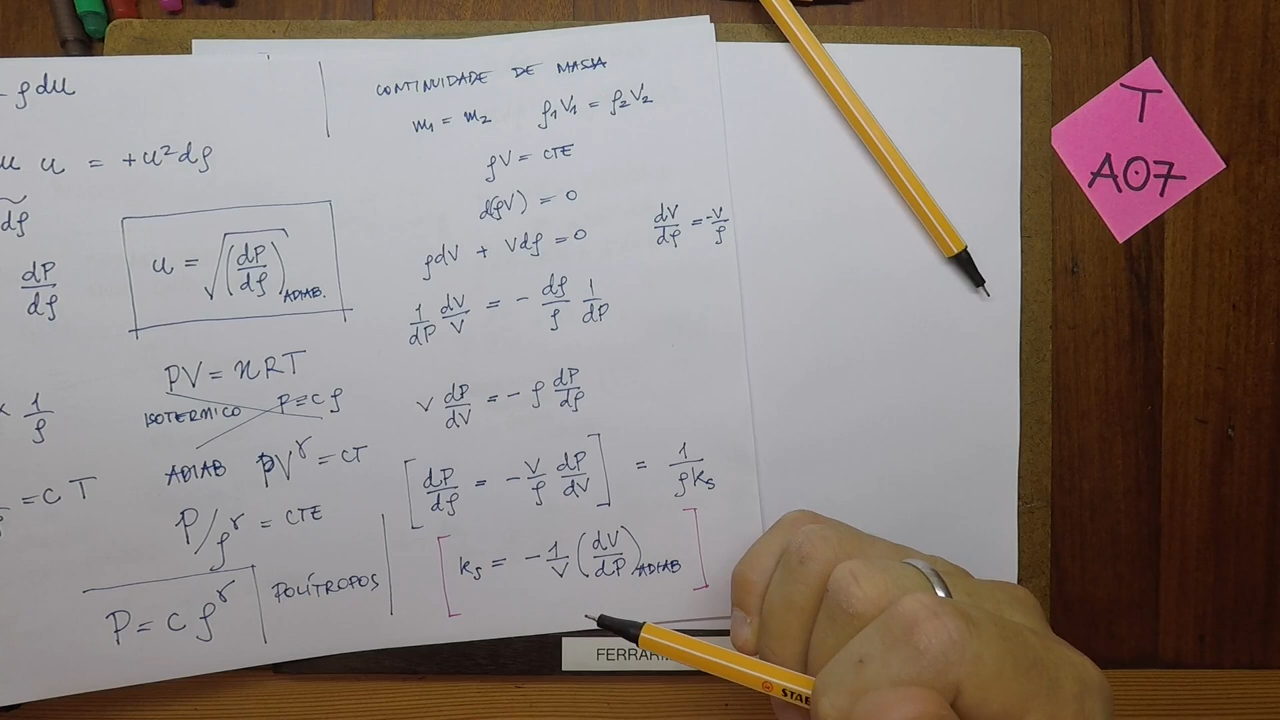 - ρdu
u u = +u²dρ
dρ
dP/dρ
u = √(dP/dρ) ADIAB.
PV = nRT
ISOTERMICO P = cρ
1/ρ
ADIAB PV^γ = CT
= C T
P/ρ^γ = CTE
P = Cρ^γ
POLÍTROPOS
CONTINUIDADE DE MASSA
m₁ = m₂ ρ₁V₁ = ρ₂V₂
ρV = CTE
d(ρV) = 0
ρdV + Vdρ = 0
dV/dρ = -V/ρ
1/dP dV/V = - dρ/ρ 1/dP
V dP/dV = - ρ dP/dρ
[dP/dρ = - V/ρ dP/dV] = 1/ρkₛ
[kₛ = - 1/V (dV/dP) ADIAB]
T
A07
STAE